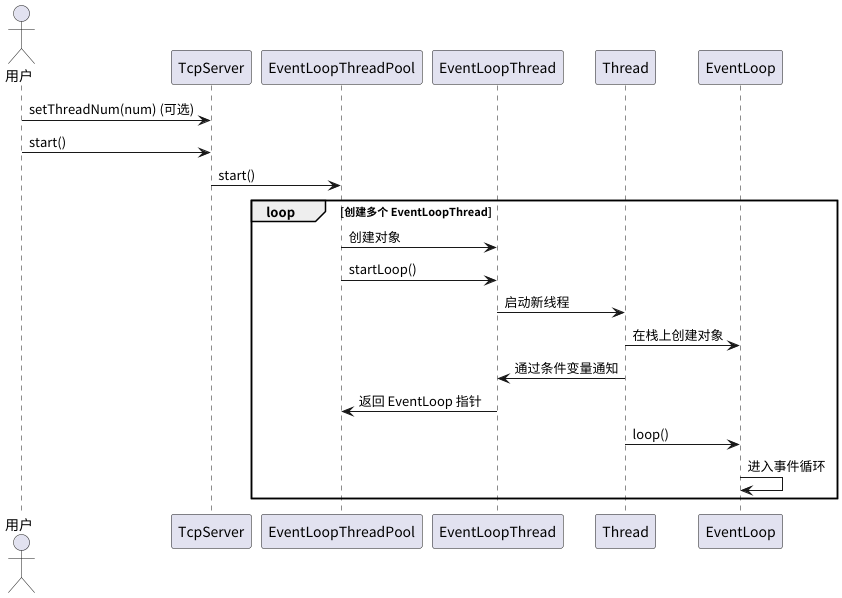 用户
TcpServer EventLoopThreadPool EventLoopThread Thread EventLoop
setThreadNum(num) (可选)
start()
start()
loop [创建多个 EventLoopThread]
创建对象
startLoop()
启动新线程
在栈上创建对象
通过条件变量通知
返回 EventLoop 指针
loop()
进入事件循环
用户
TcpServer EventLoopThreadPool EventLoopThread Thread EventLoop